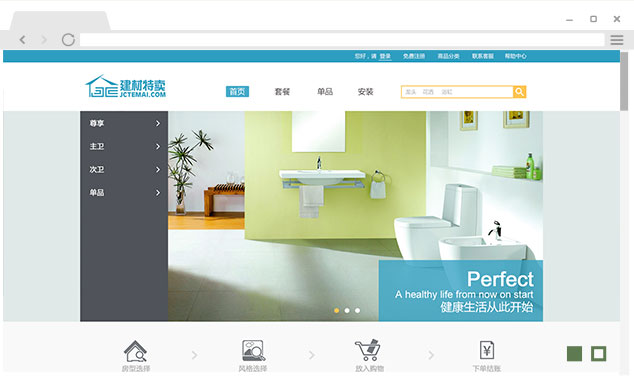 您好，请 登录 免费注册 商品分类 联系客服 帮助中心
建材特卖
JCTEMAI.COM
首页 套餐 单品 安装
龙头 花洒 浴缸
尊享
主卫
次卫
单品
Perfect
A healthy life from now on start
健康生活从此开始
房型选择 风格选择 放入购物 下单结账